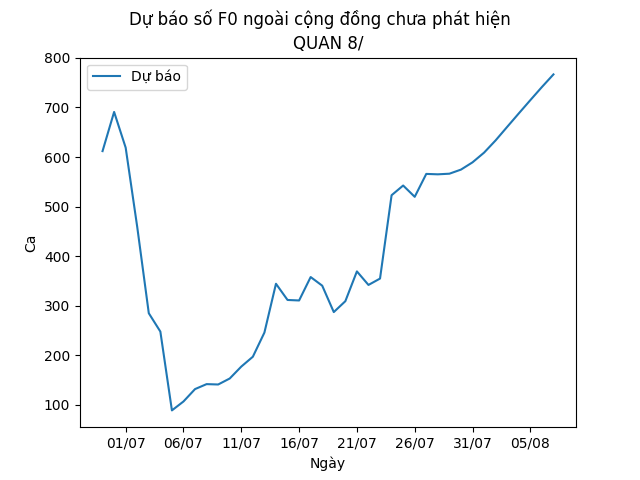 Dự báo số F0 ngoài cộng đồng chưa phát hiện
QUAN 8/
Dự báo
800
700
600
500
400
300
200
100
Ca
01/07 06/07 11/07 16/07 21/07 26/07 31/07 05/08
Ngày